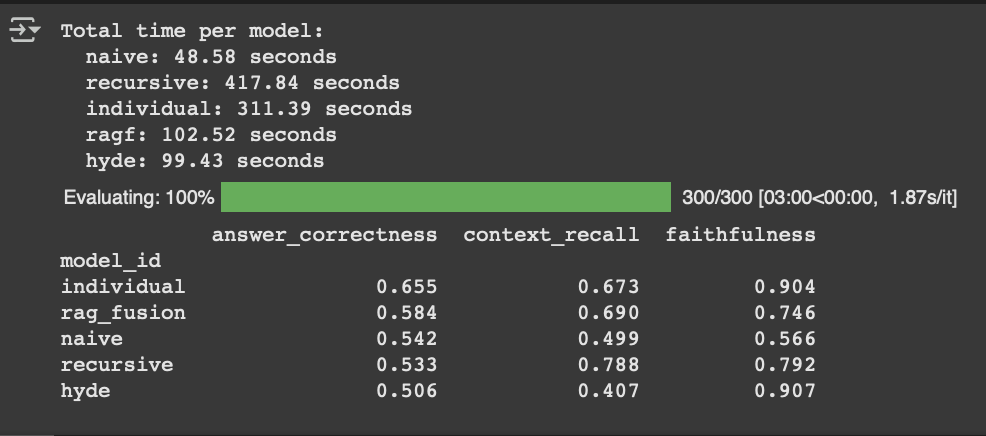 Total time per model:
naive: 48.58 seconds
recursive: 417.84 seconds
individual: 311.39 seconds
ragf: 102.52 seconds
hyde: 99.43 seconds
Evaluating: 100% 300/300 [03:00<00:00, 1.87s/it]
answer_correctness context_recall faithfulness
model_id
individual 0.655 0.673 0.904
rag_fusion 0.584 0.690 0.746
naive 0.542 0.499 0.566
recursive 0.533 0.788 0.792
hyde 0.506 0.407 0.907